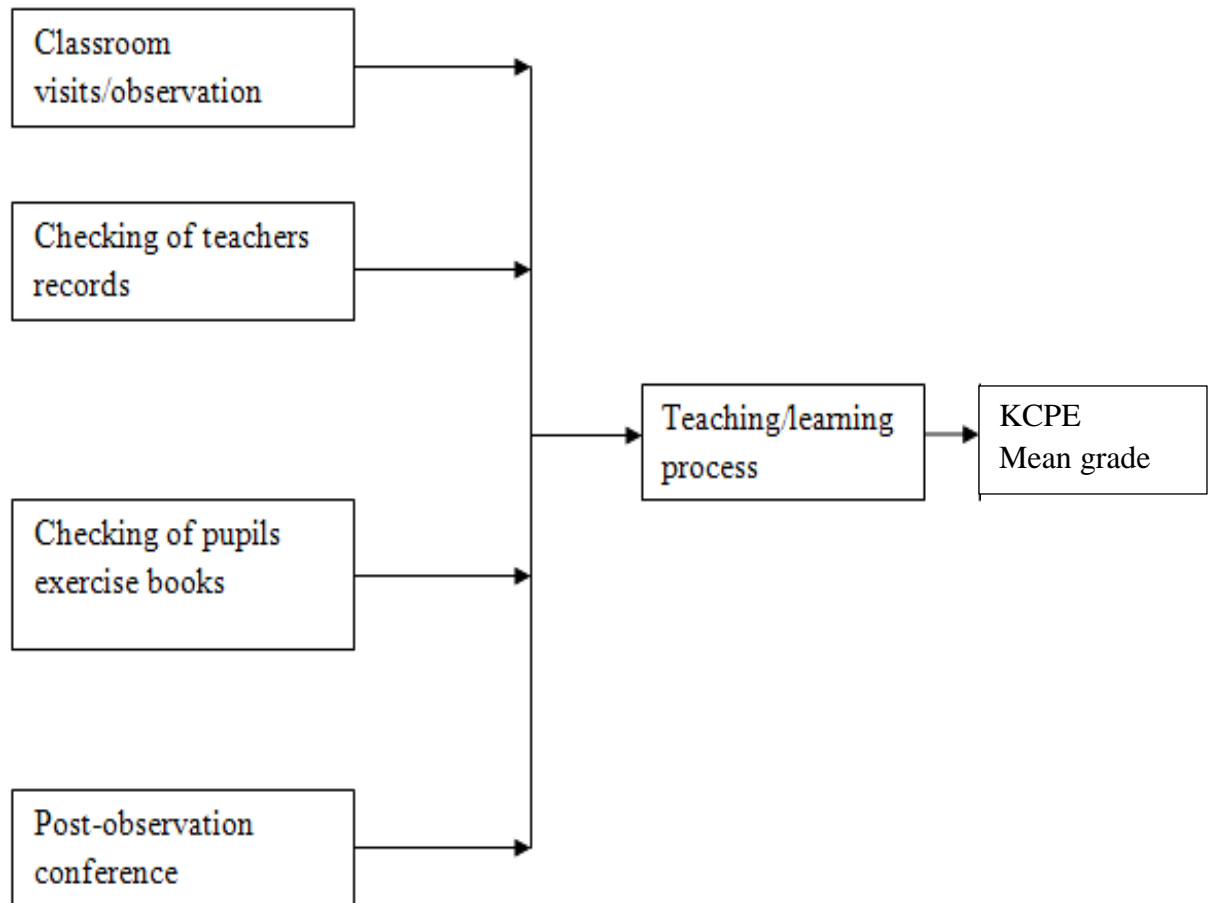 Classroom
visits/observation
Checking of teachers
records
Checking of pupils
exercise books
Post-observation
conference
Teaching/learning
process
KCPE
Mean grade